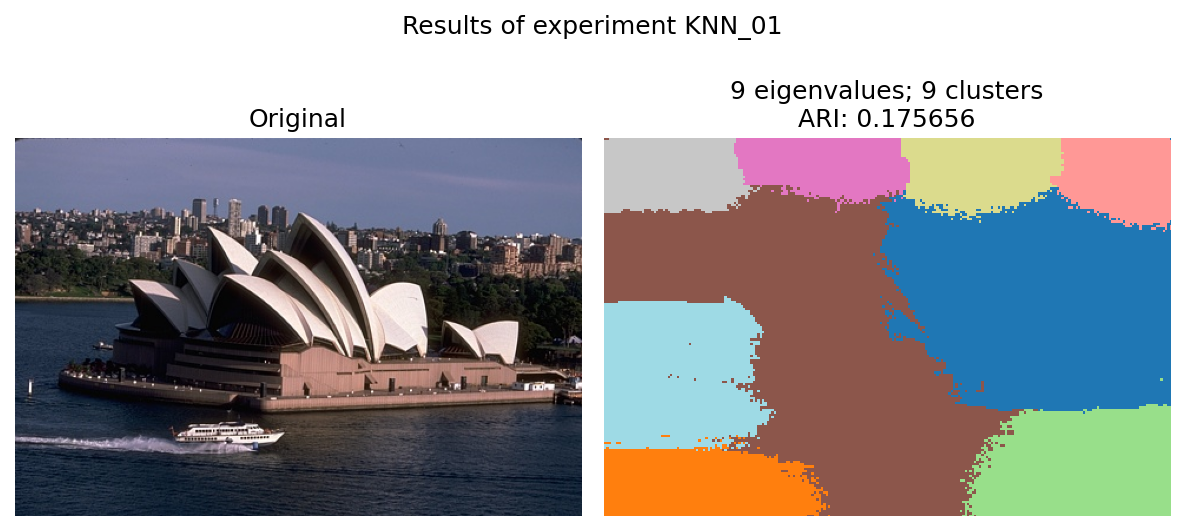 Results of experiment KNN_01
Original
9 eigenvalues; 9 clusters
ARI: 0.175656